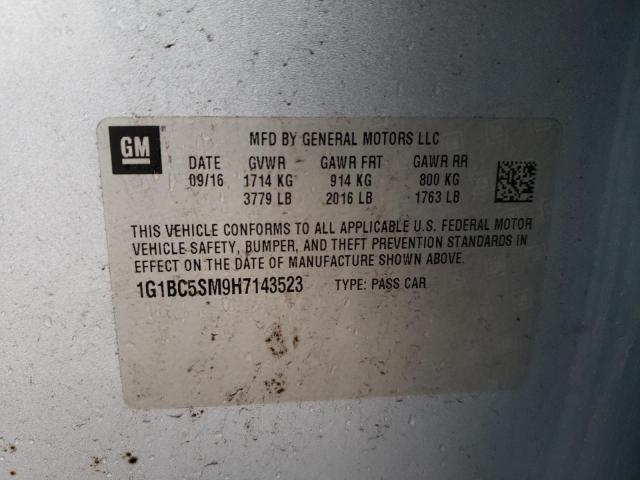 GM
MFD BY GENERAL MOTORS LLC
DATE GVWR GAWR FRT GAWR RR
09/16 1714 KG 914 KG 800 KG
3779 LB 2016 LB 1763 LB
THIS VEHICLE CONFORMS TO ALL APPLICABLE U.S. FEDERAL MOTOR
VEHICLE SAFETY, BUMPER, AND THEFT PREVENTION STANDARDS IN
EFFECT ON THE DATE OF MANUFACTURE SHOWN ABOVE.
1G1BC5SM9H7143523 TYPE: PASS CAR